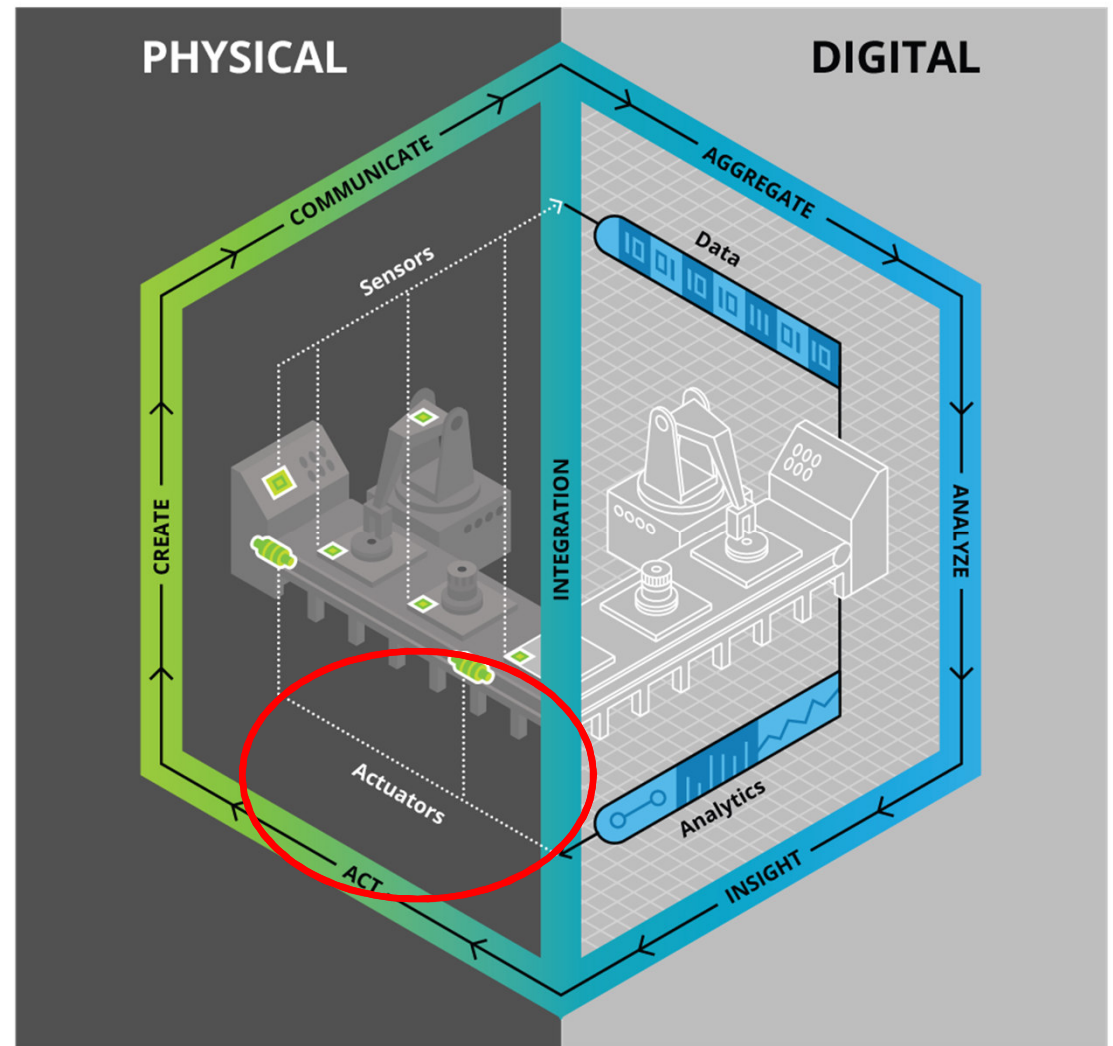 PHYSICAL
DIGITAL
COMMUNICATE
AGGREGATE
Sensors
Data
10 01 10 10 111 01 10
CREATE
INTEGRATION
ANALYZE
Actuators
Analytics
ACT
INSIGHT